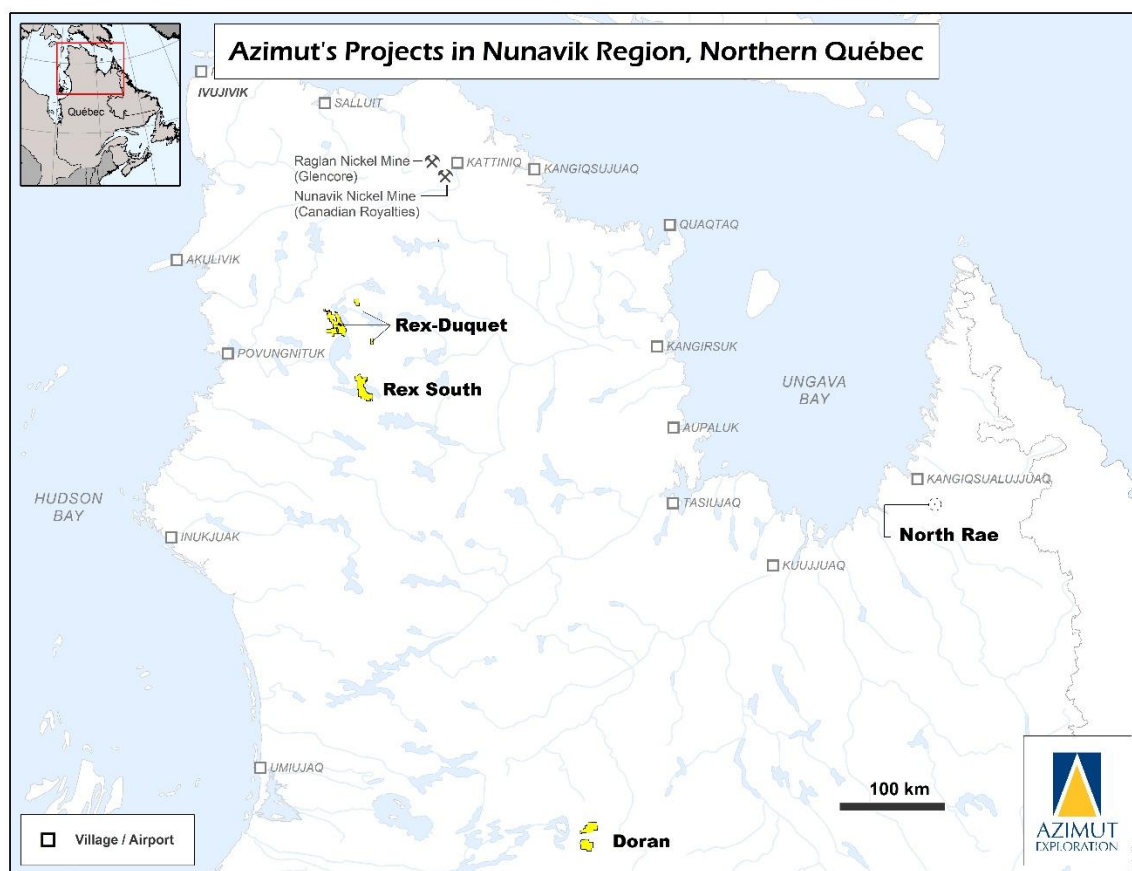 Azimut's Projects in Nunavik Region, Northern Québec
Québec
IVUJIVIK
SALLUIT
Raglan Nickel Mine
(Glencore)
KATTINIQ
KANGIQSUJUAQ
Nunavik Nickel Mine
(Canadian Royalties)
QUAQTAQ
AKULIVIK
Rex-Duquet
POVUNGNITUK
KANGIRSUK
Rex South
UNGAVA
BAY
AUPALUK
KANGIQSUALUJJUAQ
HUDSON
BAY
TASIUJAQ
INUKJUAK
North Rae
KUUJJUAQ
UMIUJAQ
100 km
Village / Airport
Doran
AZIMUT
EXPLORATION